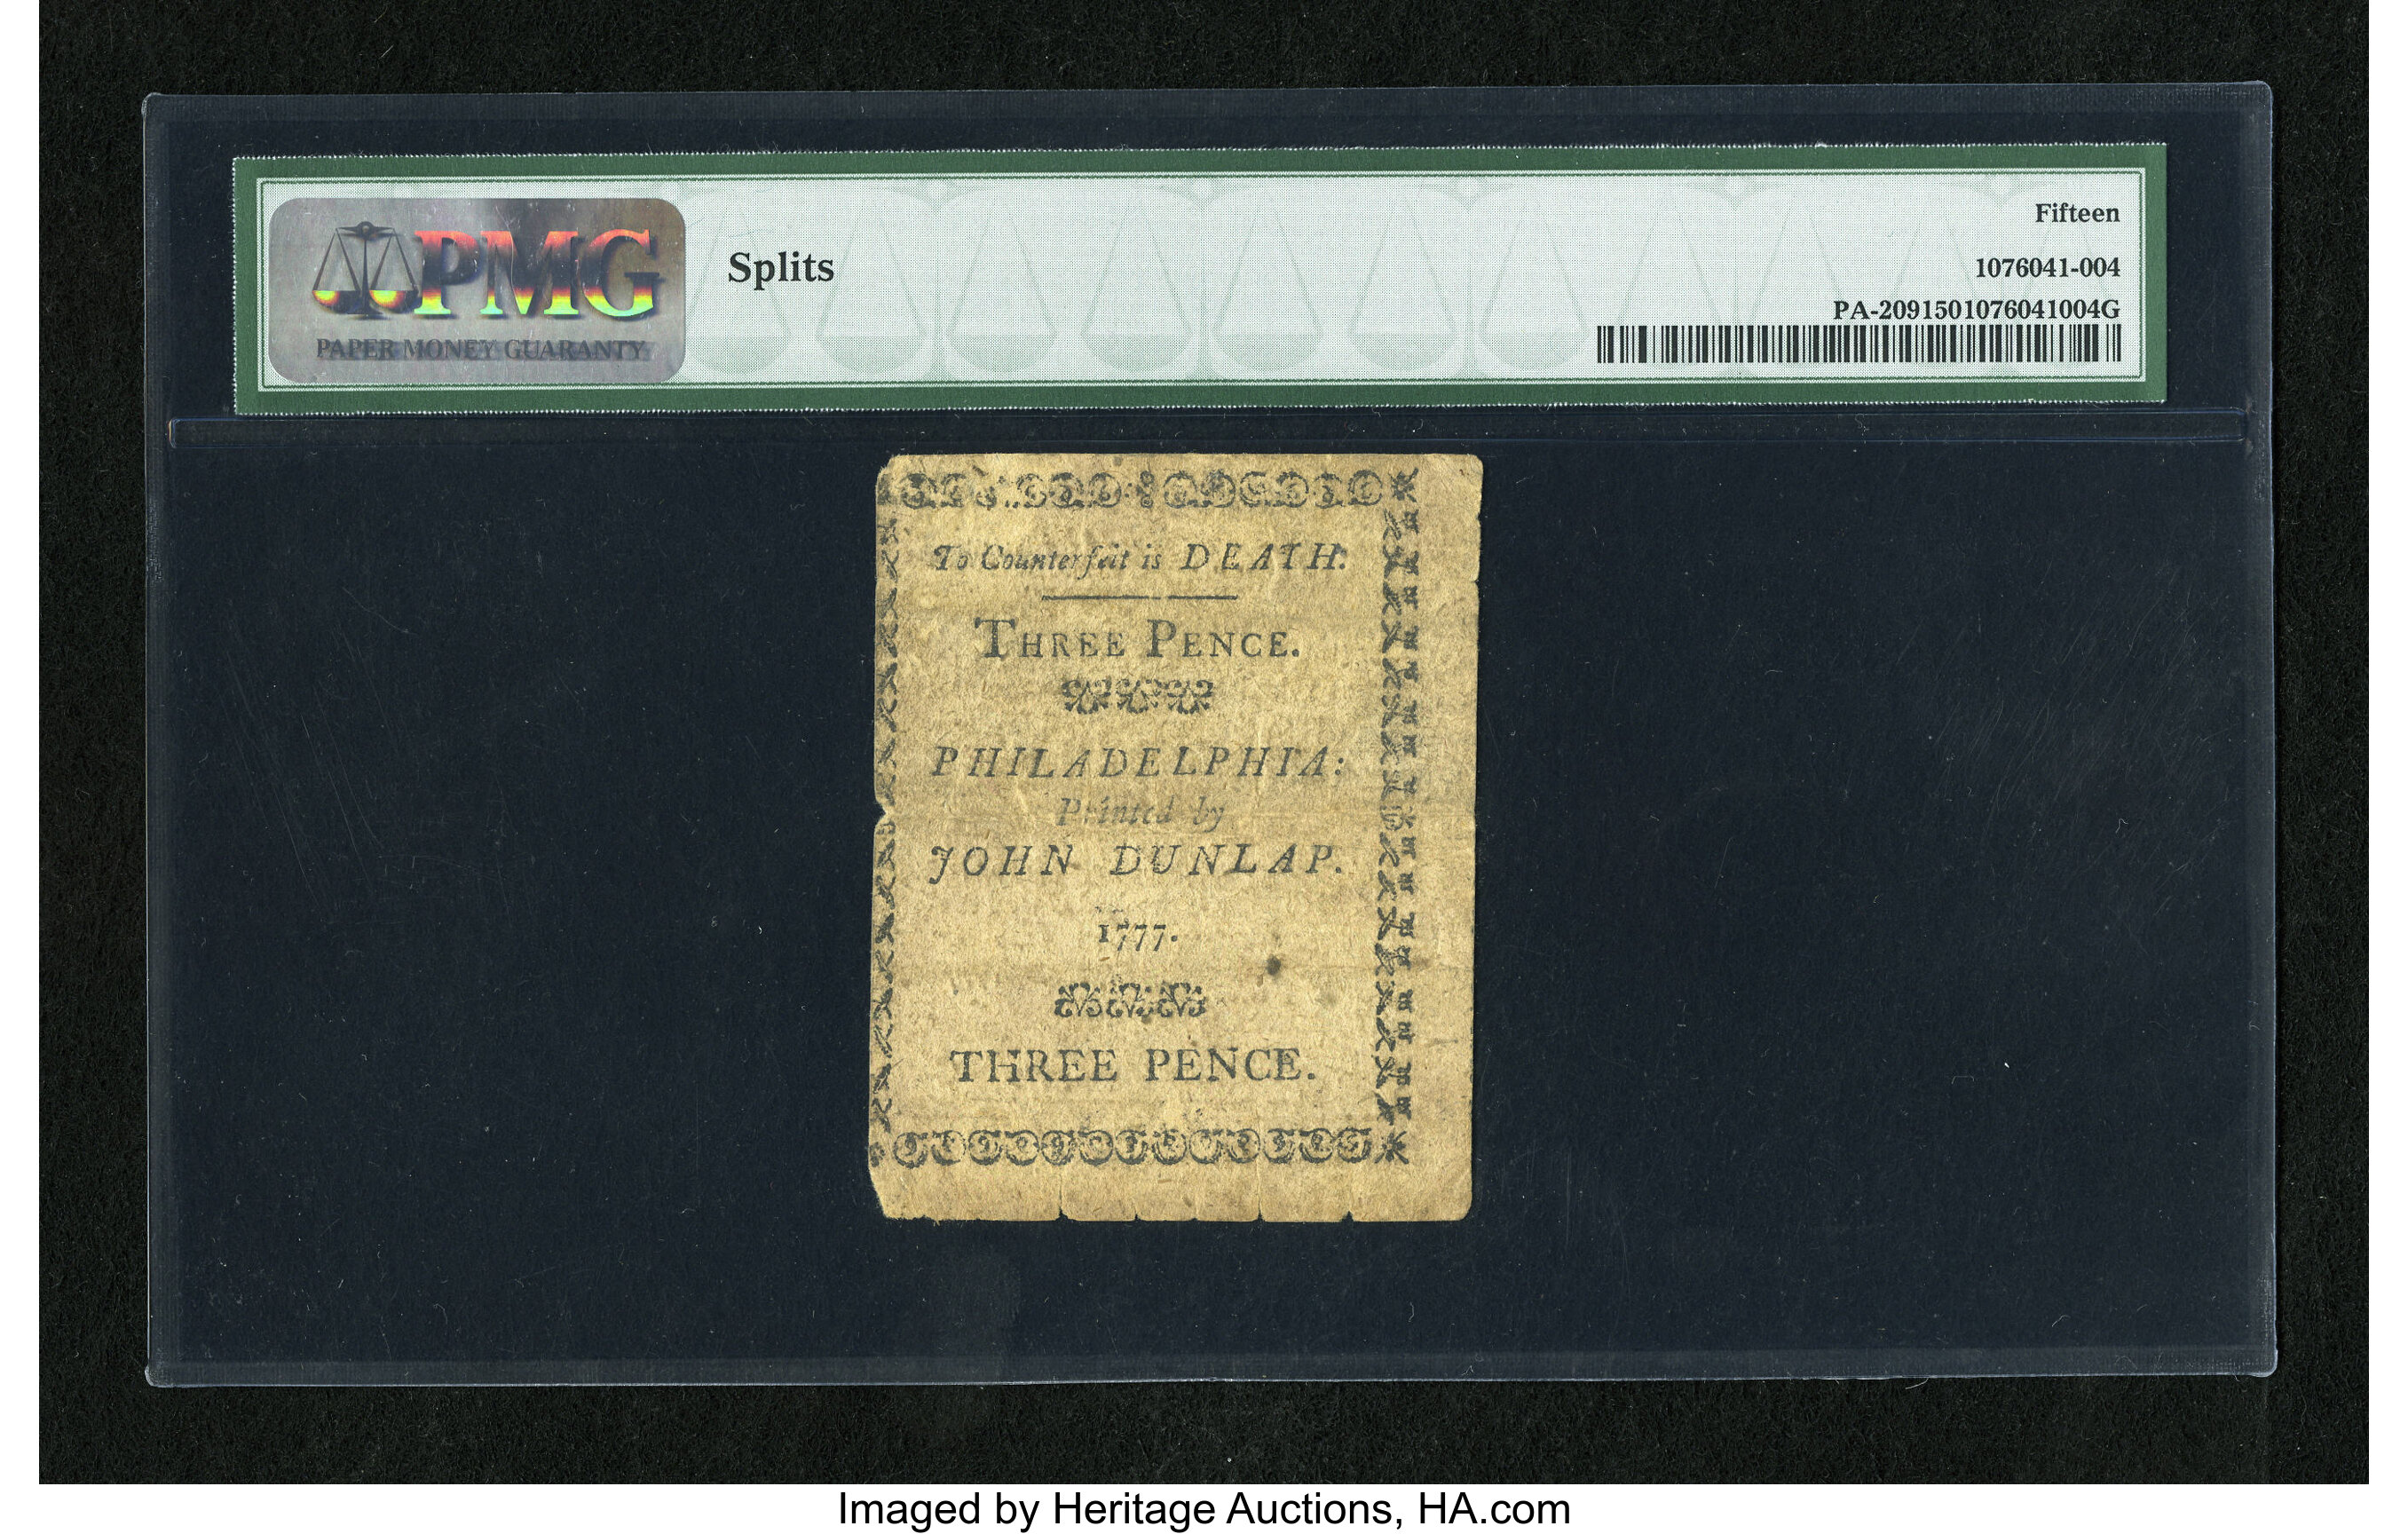 PMG
PAPER MONEY GUARANTY
Splits
Fifteen
1076041-004
PA-2091501076041004G
To Counterfeit is DEATH.
THREE PENCE.
PHILADELPHIA:
Printed by
JOHN DUNLAP.
1777.
THREE PENCE.
Imaged by Heritage Auctions, HA.com